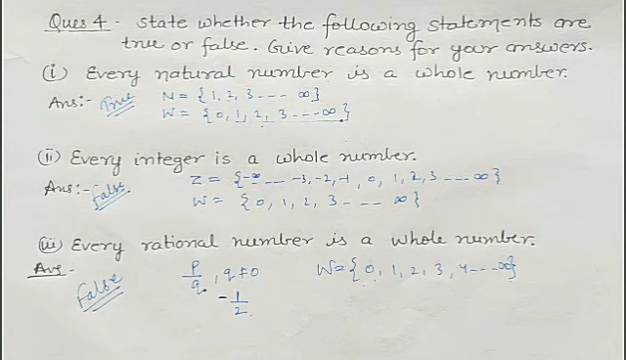 Ques 4 - state whether the following statements are
true or false. Give reasons for your answers.
(i) Every natural number is a whole number.
Ans:- True N = {1, 2, 3 --- ∞}
W = {0, 1, 2, 3 --- ∞}
(ii) Every integer is a whole number.
Ans:- False Z = {-∞ --- -3, -2, -1, 0, 1, 2, 3 --- ∞}
W = {0, 1, 2, 3 - -- ∞}
(iii) Every rational number is a whole number.
Ans - False p/q, q≠0 W={0, 1, 2, 3, 4---∞}
-1/2